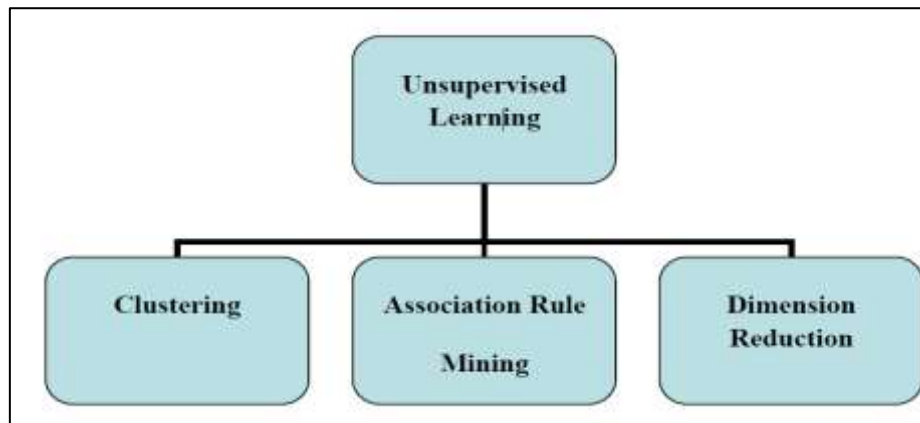 Unsupervised
Learning
Clustering
Association Rule
Mining
Dimension
Reduction